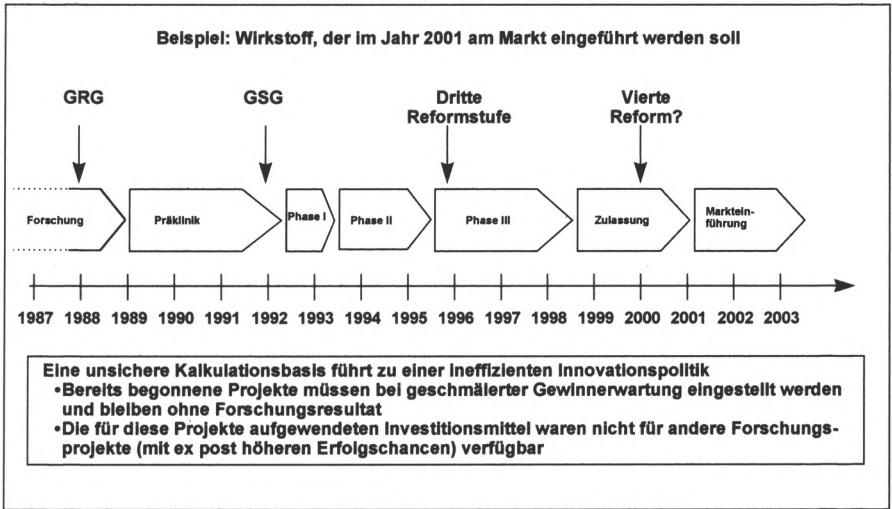 Beispiel: Wirkstoff, der im Jahr 2001 am Markt eingeführt werden soll
GRG
GSG
Dritte
Reformstufe
Vierte
Reform?
Forschung
Präklinik
Phase I
Phase II
Phase III
Zulassung
Marktein-
führung
1987 1988 1989 1990 1991 1992 1993 1994 1995 1996 1997 1998 1999 2000 2001 2002 2003
Eine unsichere Kalkulationsbasis führt zu einer ineffizienten Innovationspolitik
•Bereits begonnene Projekte müssen bei geschmälerter Gewinnerwartung eingestellt werden
und bleiben ohne Forschungsresultat
•Die für diese Projekte aufgewendeten Investitionsmittel waren nicht für andere Forschungs-
projekte (mit ex post höheren Erfolgschancen) verfügbar